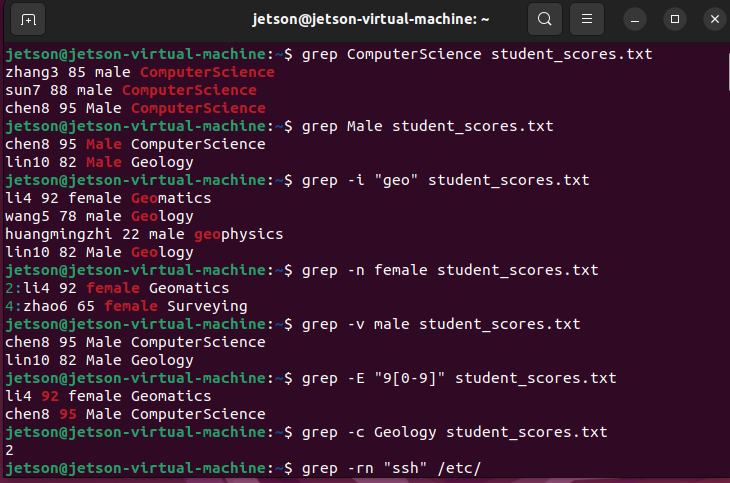 jetson@jetson-virtual-machine: ~
jetson@jetson-virtual-machine:~$ grep ComputerScience student_scores.txt
zhang3 85 male ComputerScience
sun7 88 male ComputerScience
chen8 95 Male ComputerScience
jetson@jetson-virtual-machine:~$ grep Male student_scores.txt
chen8 95 Male ComputerScience
lin10 82 Male Geology
jetson@jetson-virtual-machine:~$ grep -i "geo" student_scores.txt
li4 92 female Geomatics
wang5 78 male Geology
huangmingzhi 22 male geophysics
lin10 82 Male Geology
jetson@jetson-virtual-machine:~$ grep -n female student_scores.txt
2:li4 92 female Geomatics
4:zhao6 65 female Surveying
jetson@jetson-virtual-machine:~$ grep -v male student_scores.txt
chen8 95 Male ComputerScience
lin10 82 Male Geology
jetson@jetson-virtual-machine:~$ grep -E "9[0-9]" student_scores.txt
li4 92 female Geomatics
chen8 95 Male ComputerScience
jetson@jetson-virtual-machine:~$ grep -c Geology student_scores.txt
2
jetson@jetson-virtual-machine:~$ grep -rn "ssh" /etc/